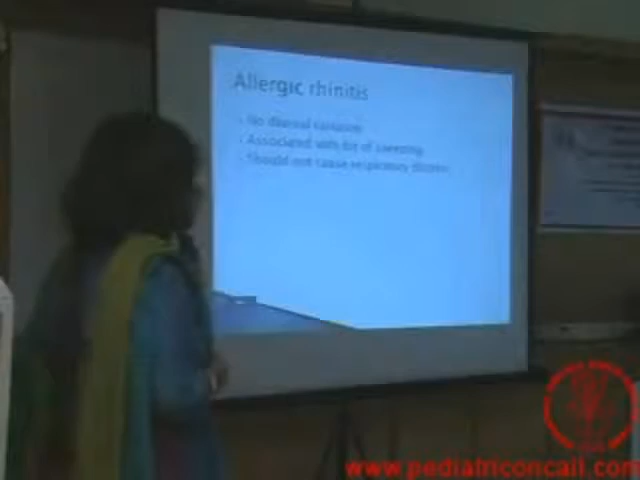 Allergic rhinitis
- No diurnal variation
- Associated with lot of sneezing
- Should not cause respiratory distress
www.pediatriconcall.com